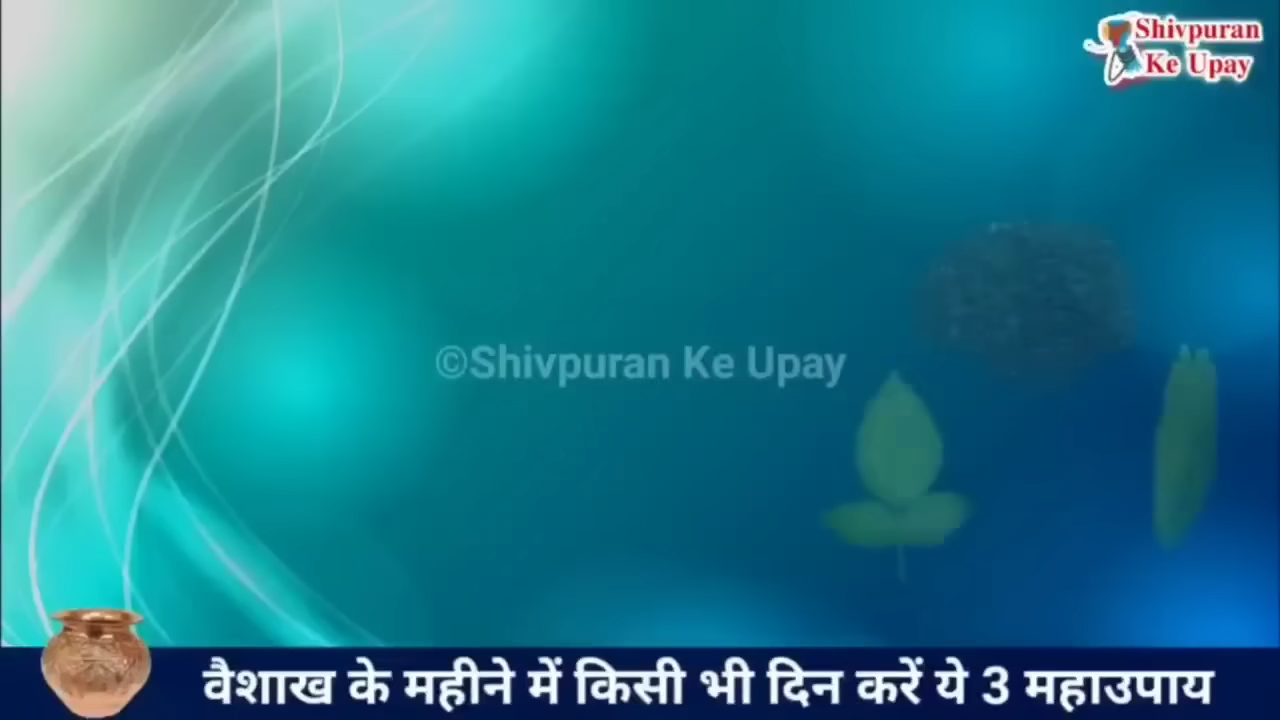 Shivpuran
Ke Upay
©Shivpuran Ke Upay
वैशाख के महीने में किसी भी दिन करें ये 3 महाउपाय